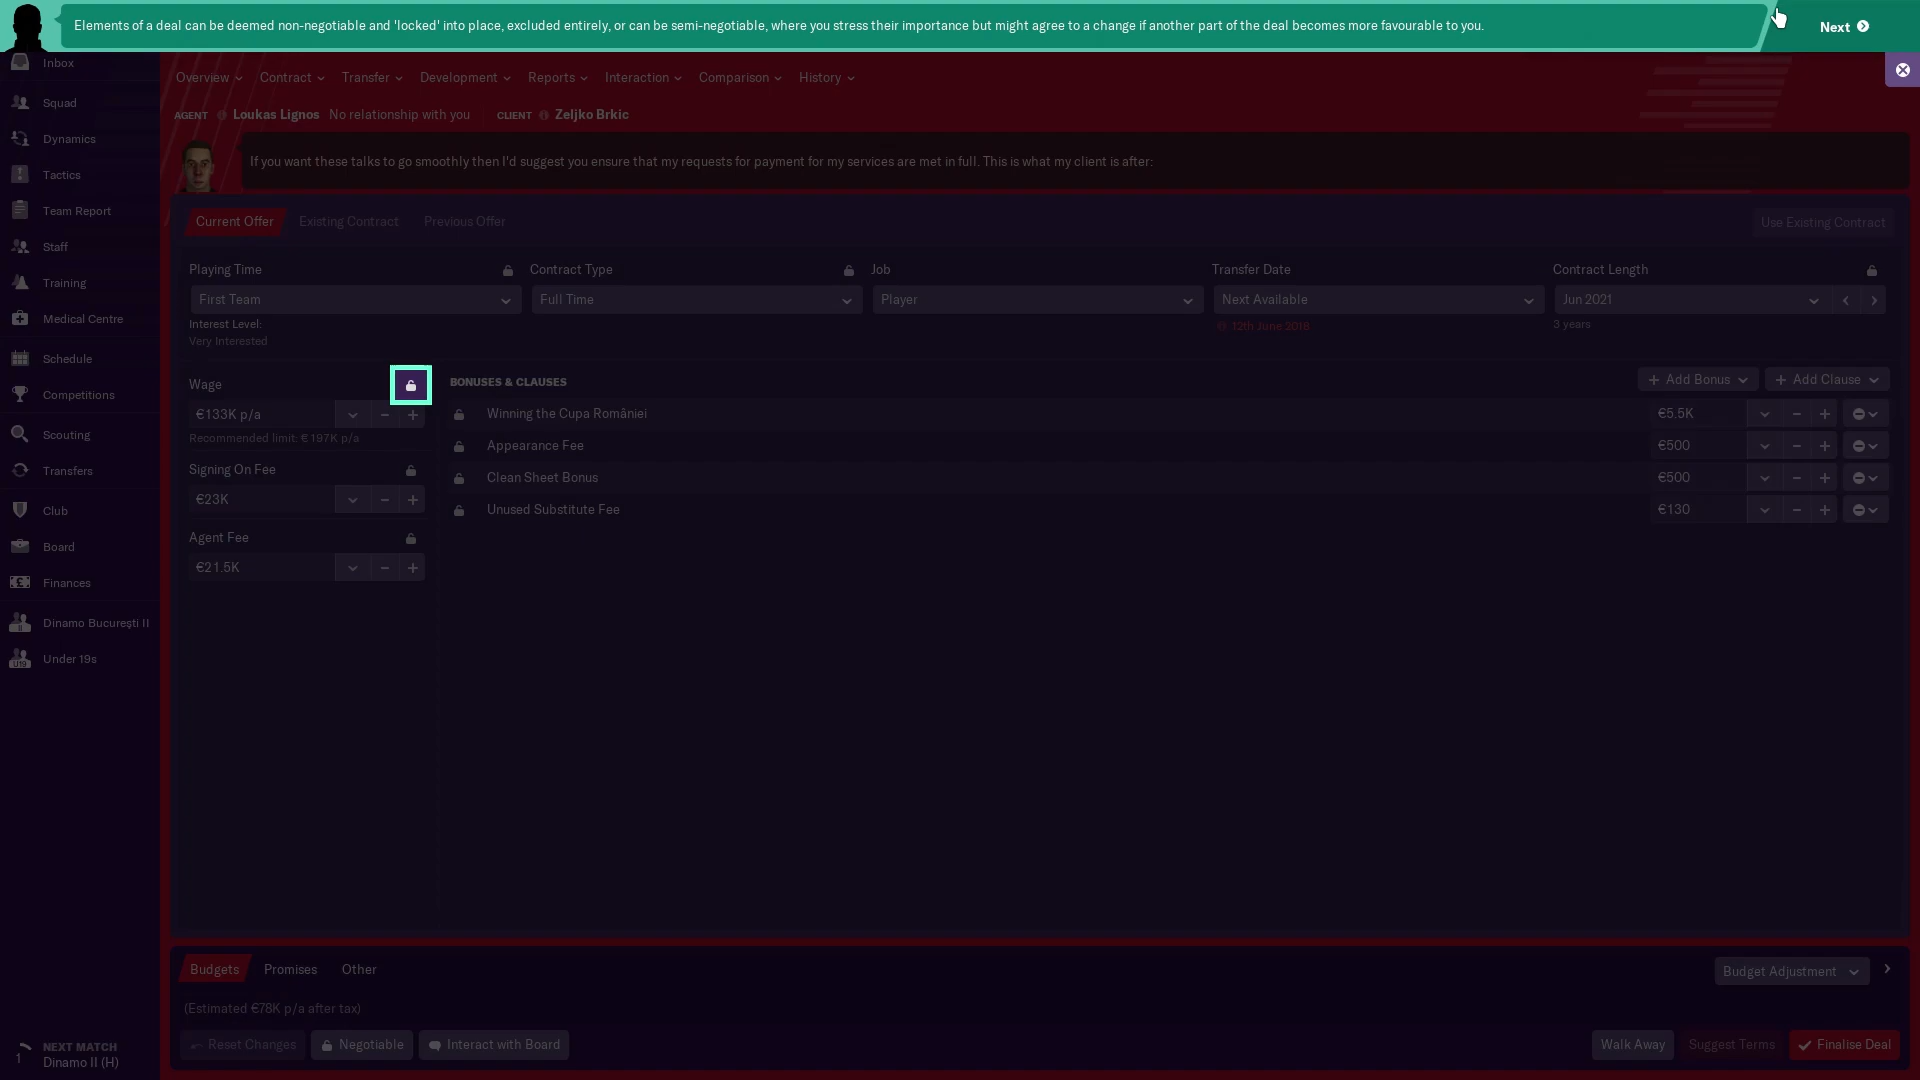 Elements of a deal can be deemed non-negotiable and 'locked' into place, excluded entirely, or can be semi-negotiable, where you stress their importance but might agree to a change if another part of the deal becomes more favourable to you.
Next
Inbox
Squad
Dynamics
Tactics
Team Report
Staff
Training
Medical Centre
Schedule
Competitions
Scouting
Transfers
Club
Board
Finances
Dinamo Bucureşti II
U19
Under 19s
1
NEXT MATCH
Dinamo II (H)
Overview Contract Transfer Development Reports Interaction Comparison History
AGENT Loukas Lignos No relationship with you CLIENT Zeljko Brkic
If you want these talks to go smoothly then I'd suggest you ensure that my requests for payment for my services are met in full. This is what my client is after:
Current Offer Existing Contract Previous Offer Use Existing Contract
Playing Time Contract Type Job Transfer Date Contract Length
First Team Full Time Player Next Available Jun 2021
Interest Level: 12th June 2018 3 years
Very Interested
Wage
€133K p/a
Recommended limit: €197K p/a
Signing On Fee
€23K
Agent Fee
€21.5K
BONUSES & CLAUSES + Add Bonus + Add Clause
Winning the Cupa României €5.5K
Appearance Fee €500
Clean Sheet Bonus €500
Unused Substitute Fee €130
Budgets Promises Other Budget Adjustment
(Estimated €78K p/a after tax)
Reset Changes Negotiable Interact with Board Walk Away Suggest Terms Finalise Deal